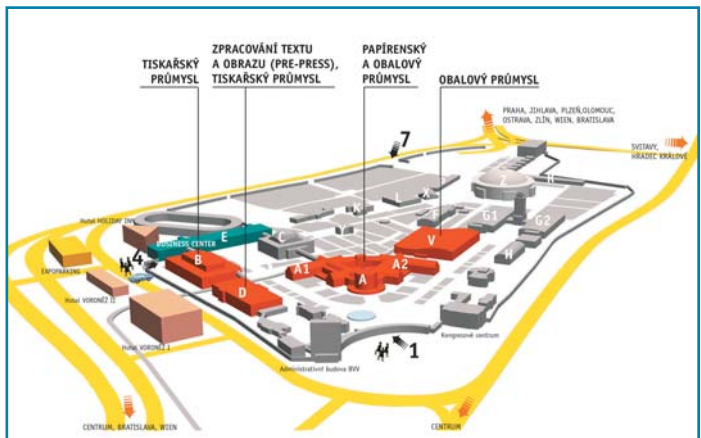 TISKAŘSKÝ
PRŮMYSL
ZPRACOVÁNÍ TEXTU
A OBRAZU (PRE-PRESS),
TISKAŘSKÝ PRŮMYSL
PAPÍRENSKÝ
A OBALOVÝ
PRŮMYSL
OBALOVÝ PRŮMYSL
PRAHA, JIHLAVA, PLZEŇ,OLOMOUC,
OSTRAVA, ZLÍN, WIEN, BRATISLAVA
SVITAVY,
HRADEC KRÁLOVÉ
7
Z
R
L
X
K
F
G1
G2
Hotel HOLIDAY INN
E
BUSINESS CENTER
C
V
H
4
B
A1
A2
A
D
EXPOPARKING
Hotel VORONĚŽ II
Hotel VORONĚŽ I
1
Kongresové centrum
Administrativní budova BVV
CENTRUM, BRATISLAVA, WIEN
CENTRUM